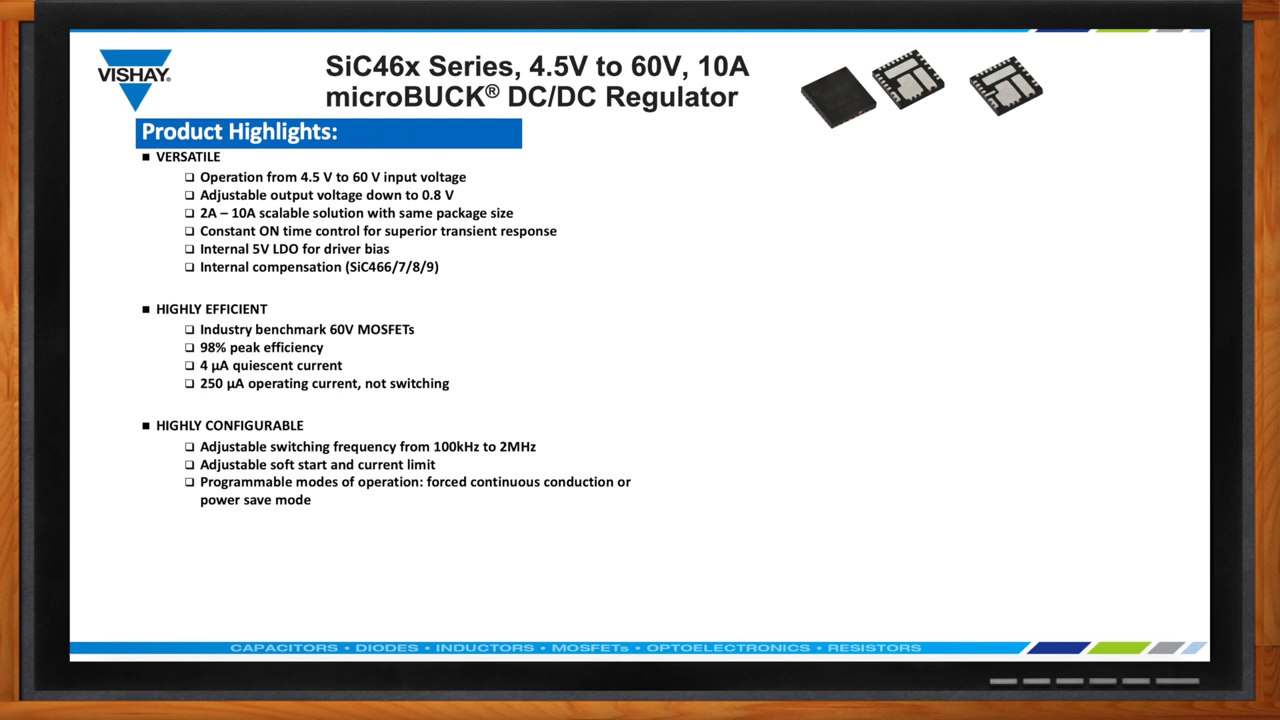 VISHAY®
SiC46x Series, 4.5V to 60V, 10A
microBUCK® DC/DC Regulator
Product Highlights:
■ VERSATILE
❑ Operation from 4.5 V to 60 V input voltage
❑ Adjustable output voltage down to 0.8 V
❑ 2A – 10A scalable solution with same package size
❑ Constant ON time control for superior transient response
❑ Internal 5V LDO for driver bias
❑ Internal compensation (SiC466/7/8/9)
■ HIGHLY EFFICIENT
❑ Industry benchmark 60V MOSFETs
❑ 98% peak efficiency
❑ 4 µA quiescent current
❑ 250 µA operating current, not switching
■ HIGHLY CONFIGURABLE
❑ Adjustable switching frequency from 100kHz to 2MHz
❑ Adjustable soft start and current limit
❑ Programmable modes of operation: forced continuous conduction or
power save mode
CAPACITORS • DIODES • INDUCTORS • MOSFETs • OPTOELECTRONICS • RESISTORS